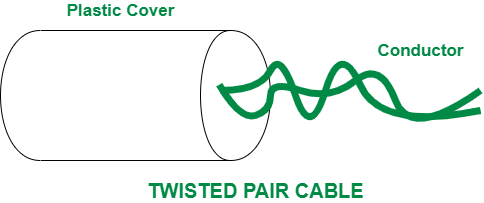 Plastic Cover
Conductor
TWISTED PAIR CABLE